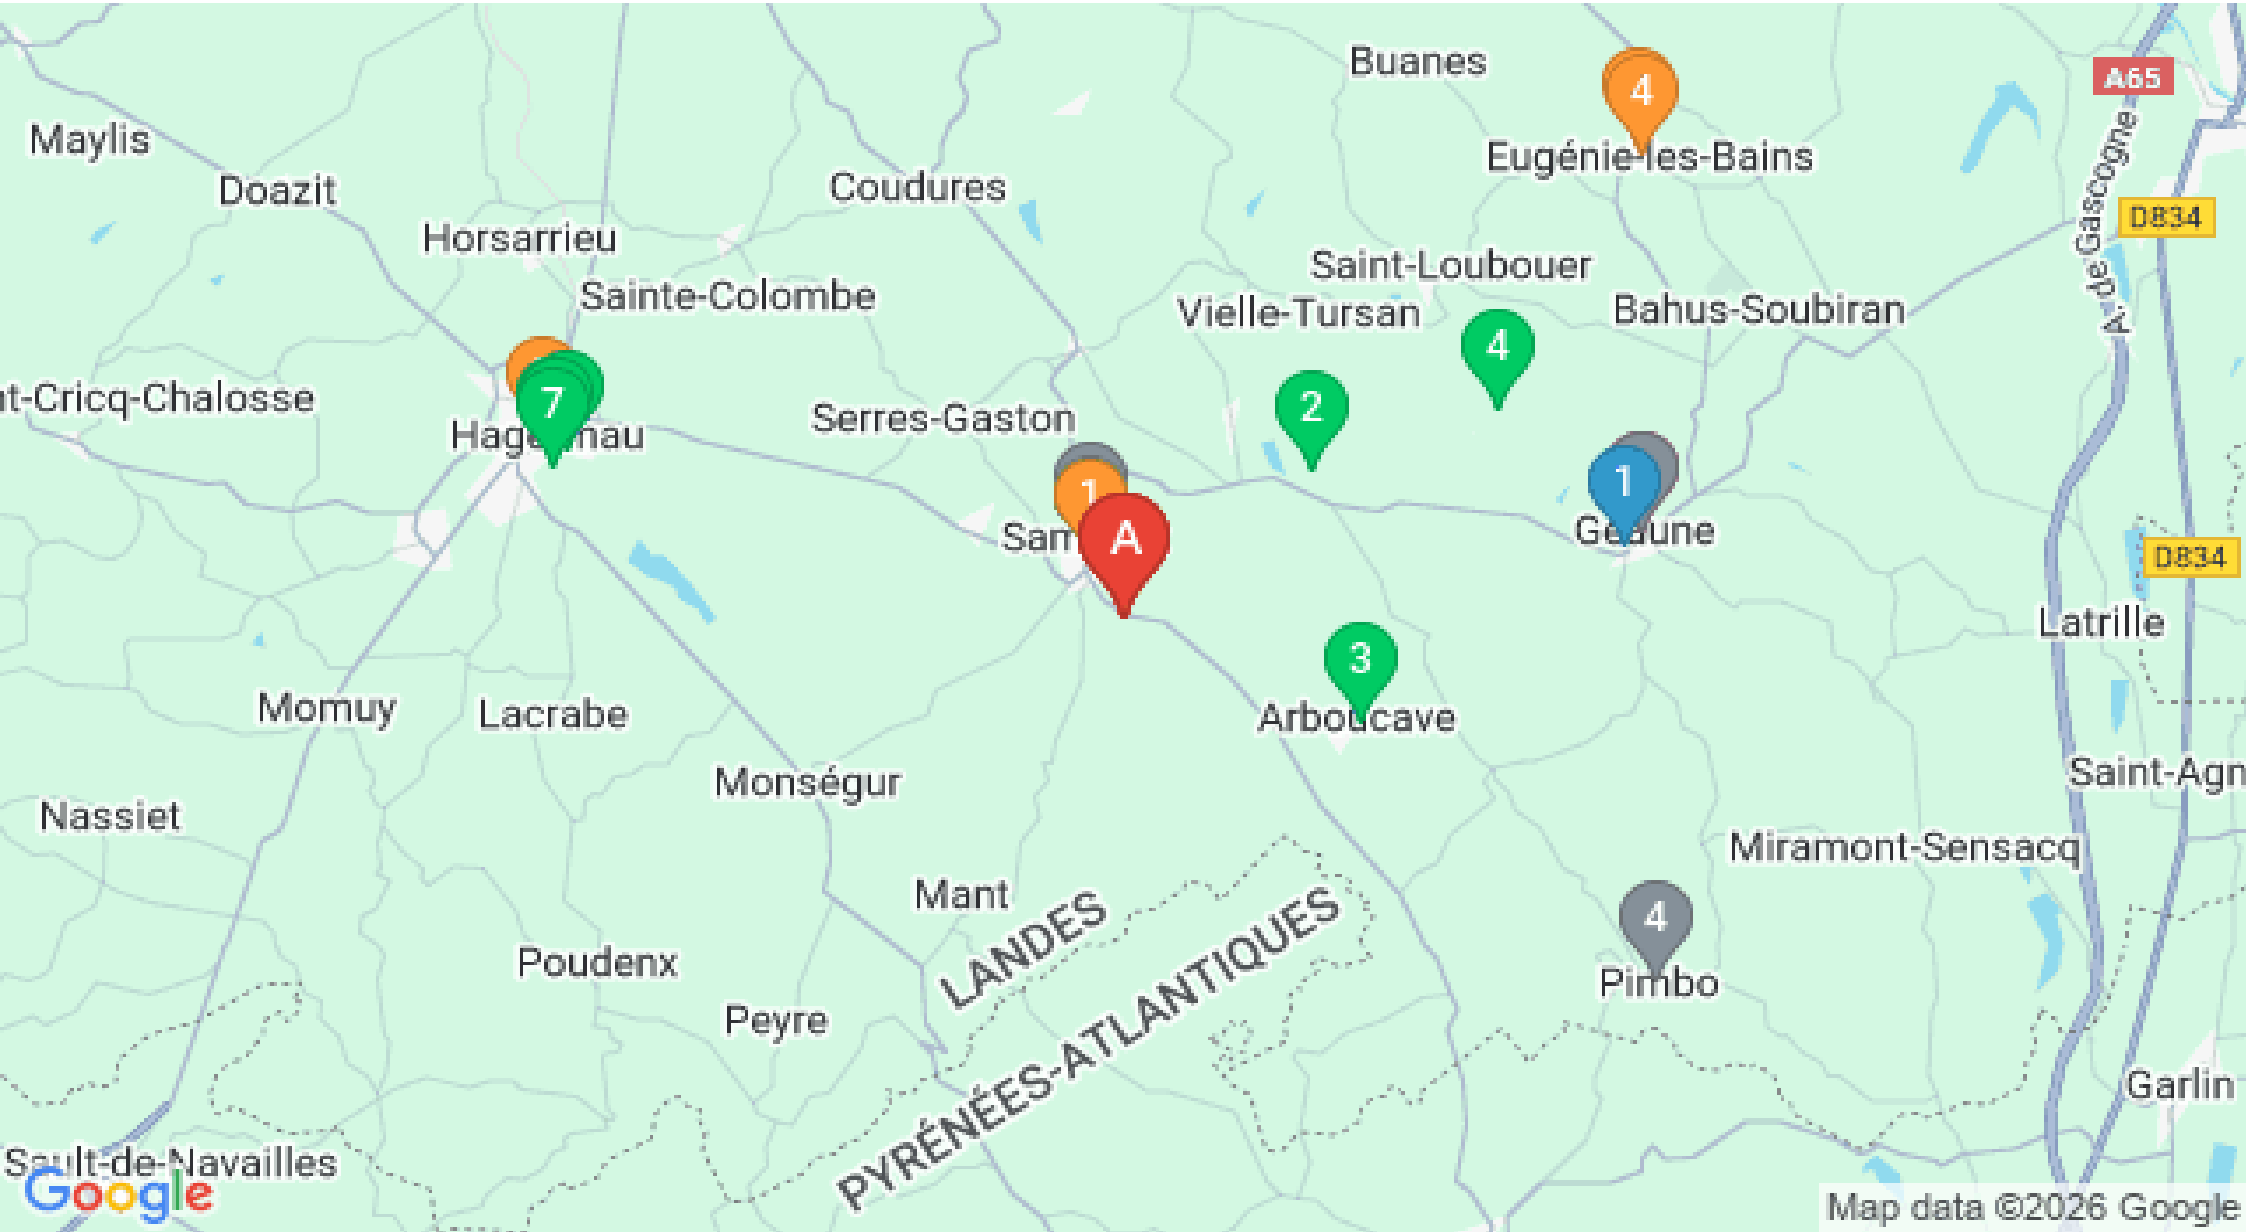 Buanes
4
A65
Maylis
Eugénie-les-Bains
Doazit
Coudures
D834
Horsarrieu
A. de Gascogne
Saint-Loubouer
Sainte-Colombe
Vielle-Tursan
Bahus-Soubiran
4
nt-Cricq-Chalosse
7
2
Serres-Gaston
1
1
A
D834
3
Latrille
Momuy
Lacrabe
Arboucave
Monségur
Saint-Agn
Nassiet
Miramont-Sensacq
Mant
4
LANDES
Poudenx
Pimbo
PYRÉNÉES-ATLANTIQUES
Peyre
Garlin
Sault-de-Navailles
Google
Map data ©2026 Google